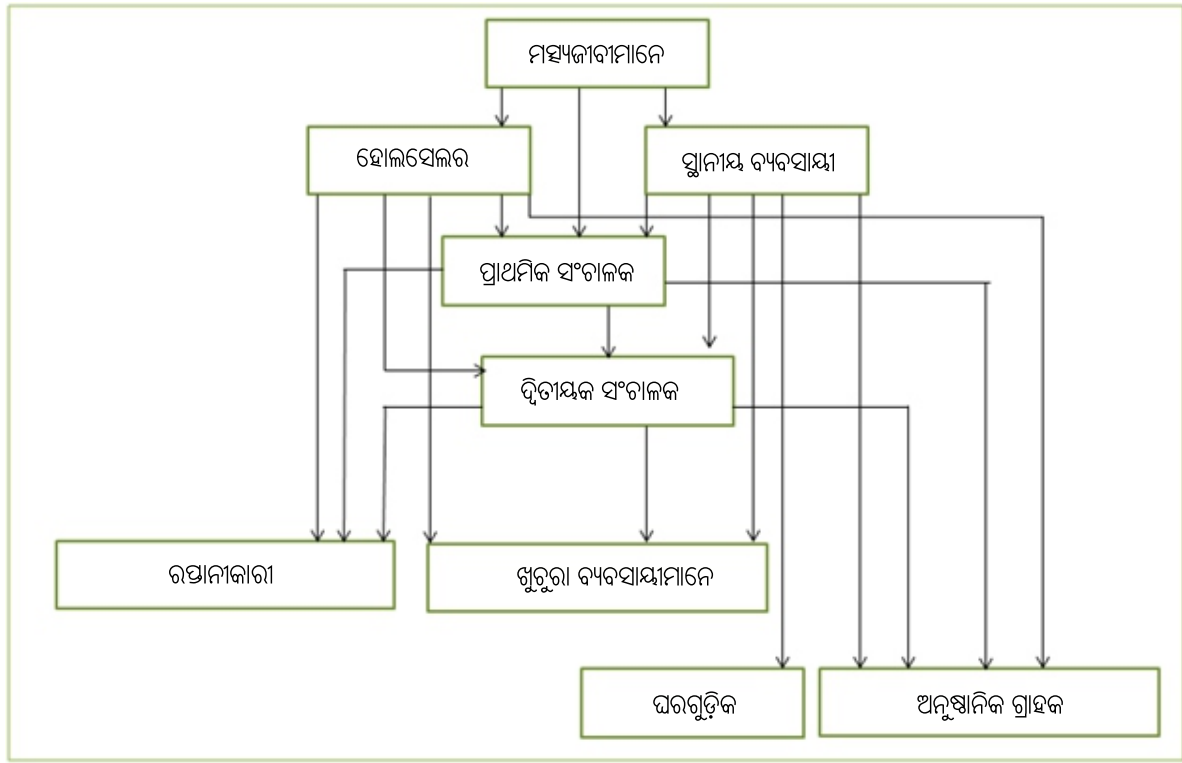 ମତ୍ସ୍ୟଜୀବୀମାନେ
ହୋଲସେଲର
ସ୍ଥାନୀୟ ବ୍ୟବସାୟୀ
ପ୍ରାଥମିକ ସଂଚାଳକ
ଦ୍ୱିତୀୟକ ସଂଚାଳକ
ରପ୍ତାନୀକାରୀ
ଖୁଚୁରା ବ୍ୟବସାୟୀମାନେ
ଘରଗୁଡ଼ିକ
ଅନୁଷ୍ଠାନିକ ଗ୍ରାହକ